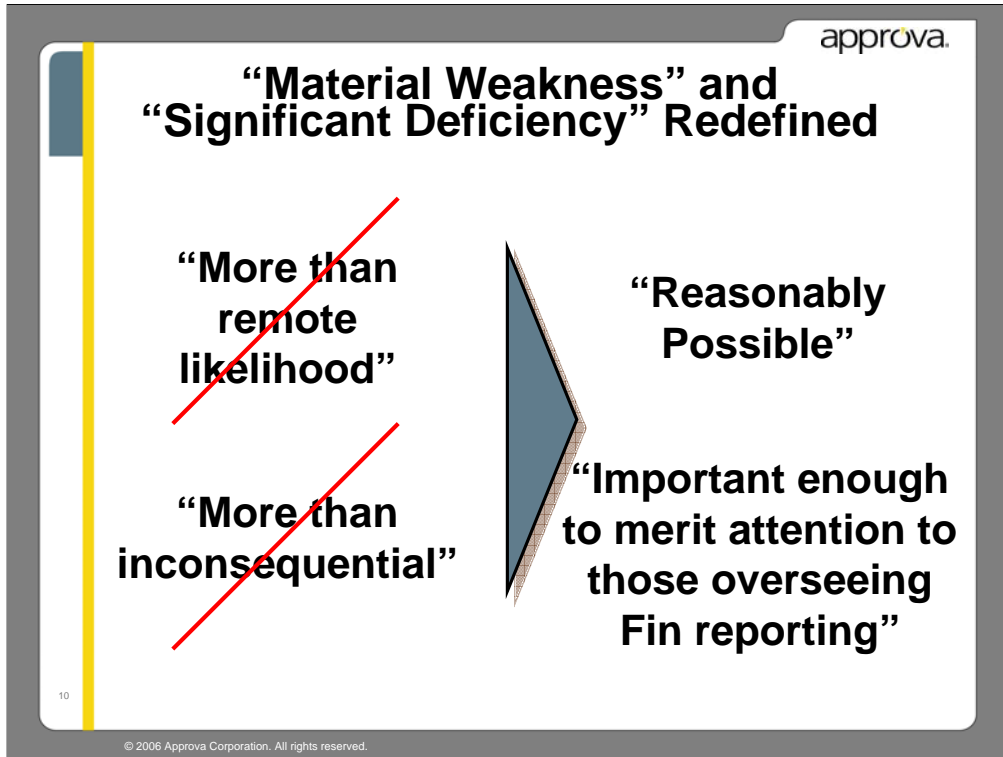 approva.
“Material Weakness” and
“Significant Deficiency” Redefined
“More than
remote
likelihood”
“Reasonably
Possible”
“More than
inconsequential”
“Important enough
to merit attention to
those overseeing
Fin reporting”
10
© 2006 Approva Corporation. All rights reserved.